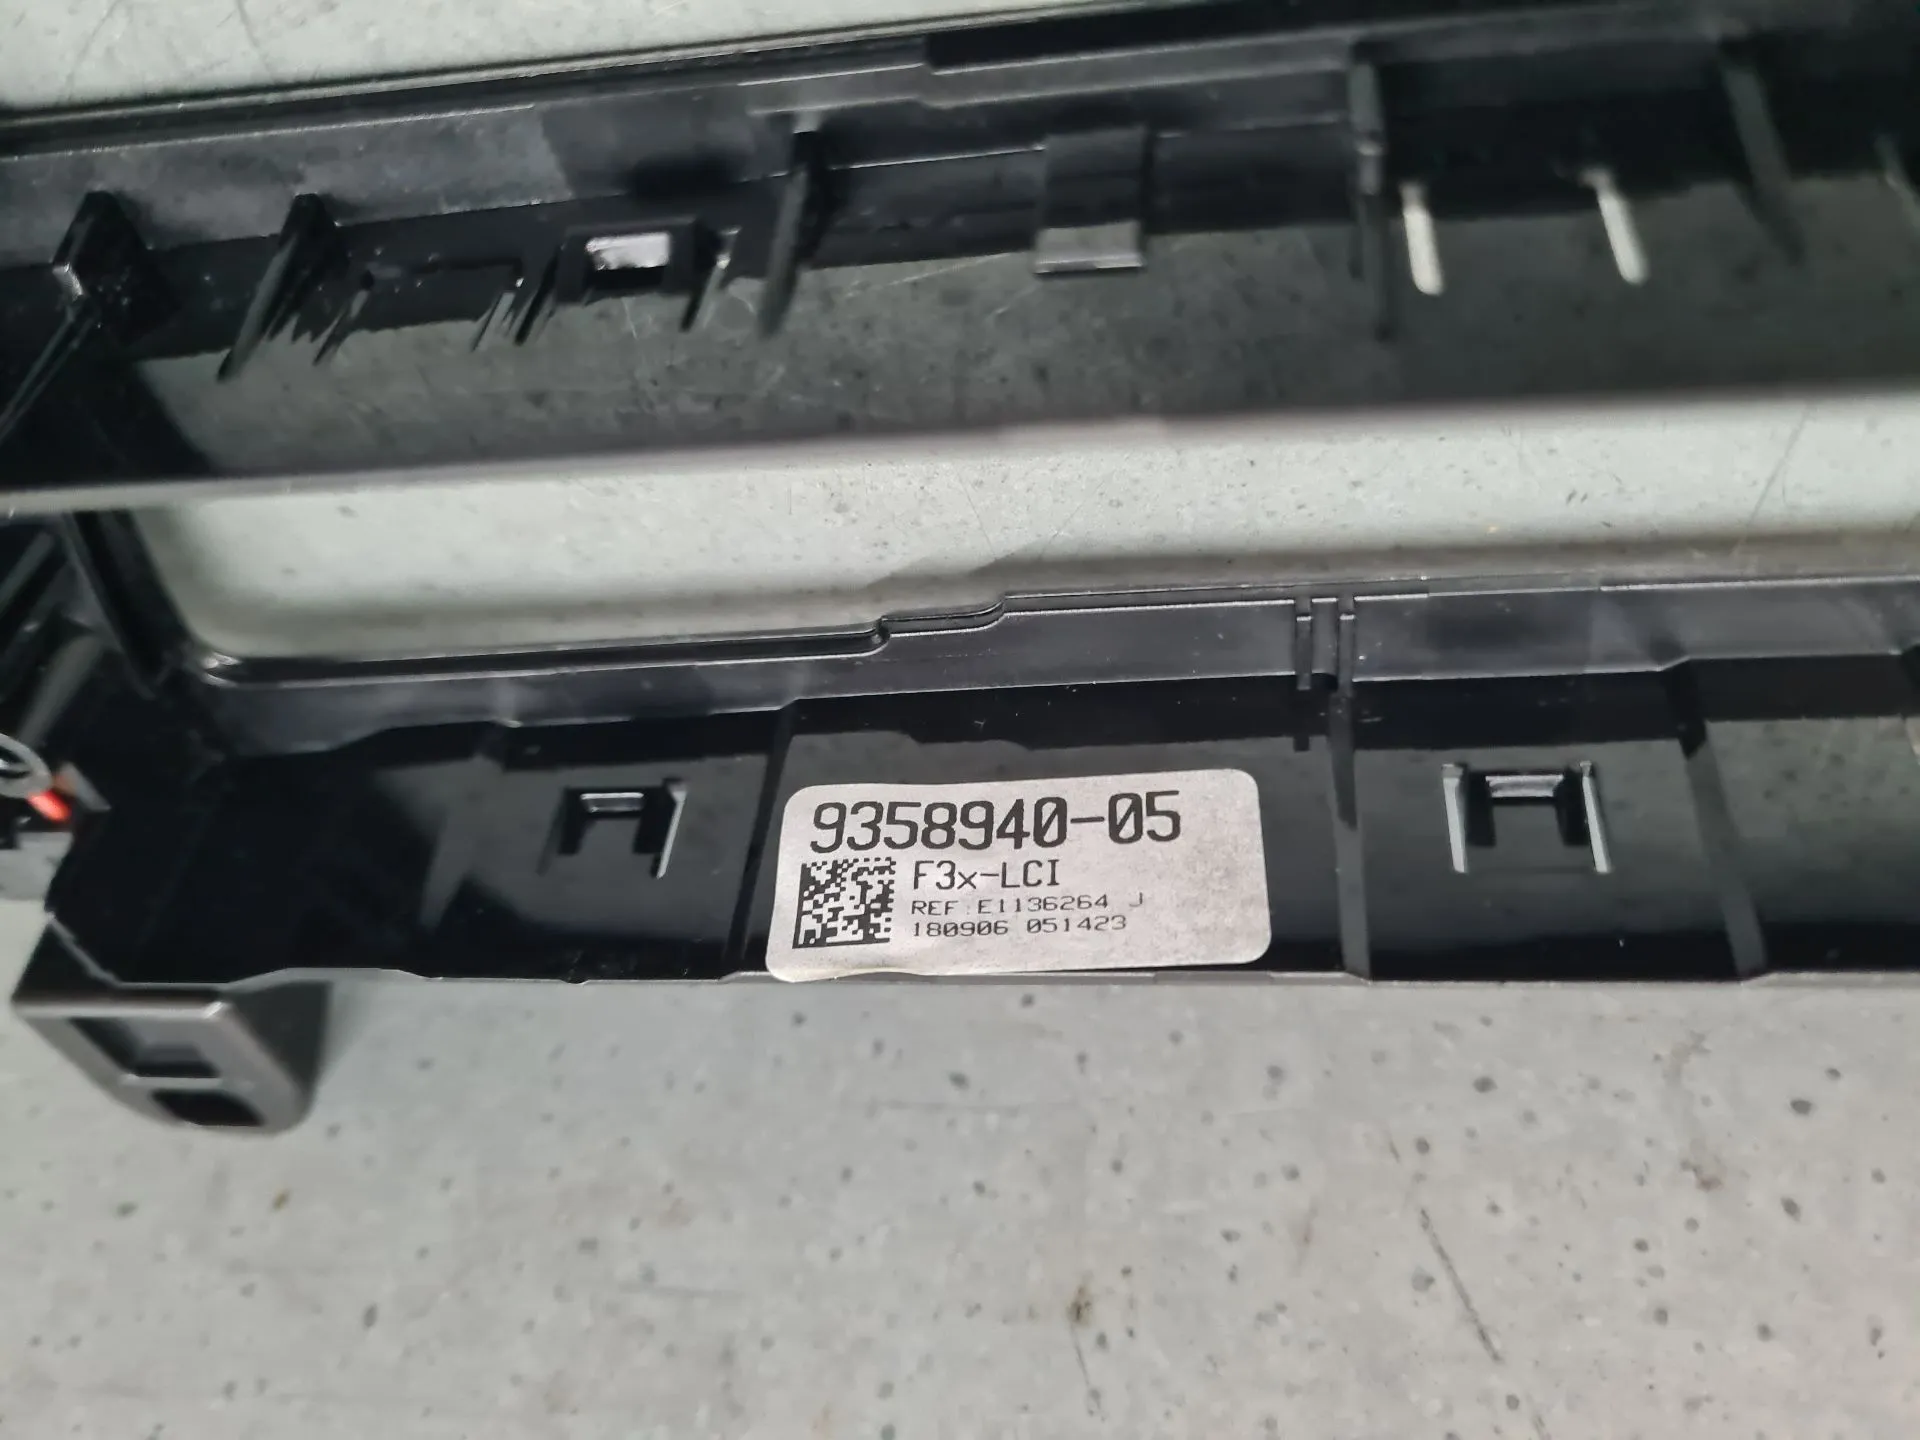 9358940-05
F3x-LCI
REF:E1136264 J
180906 051423